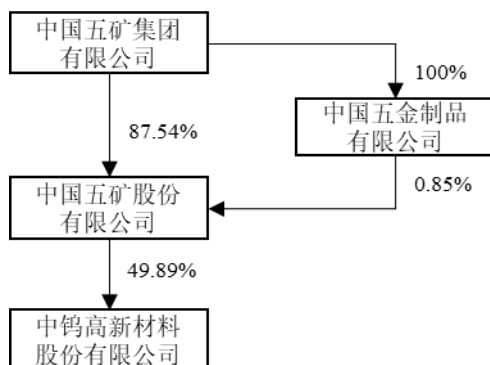 中国五矿集团
有限公司
100%
中国五金制品
有限公司
87.54%
0.85%
中国五矿股份
有限公司
49.89%
中钨高新材料
股份有限公司